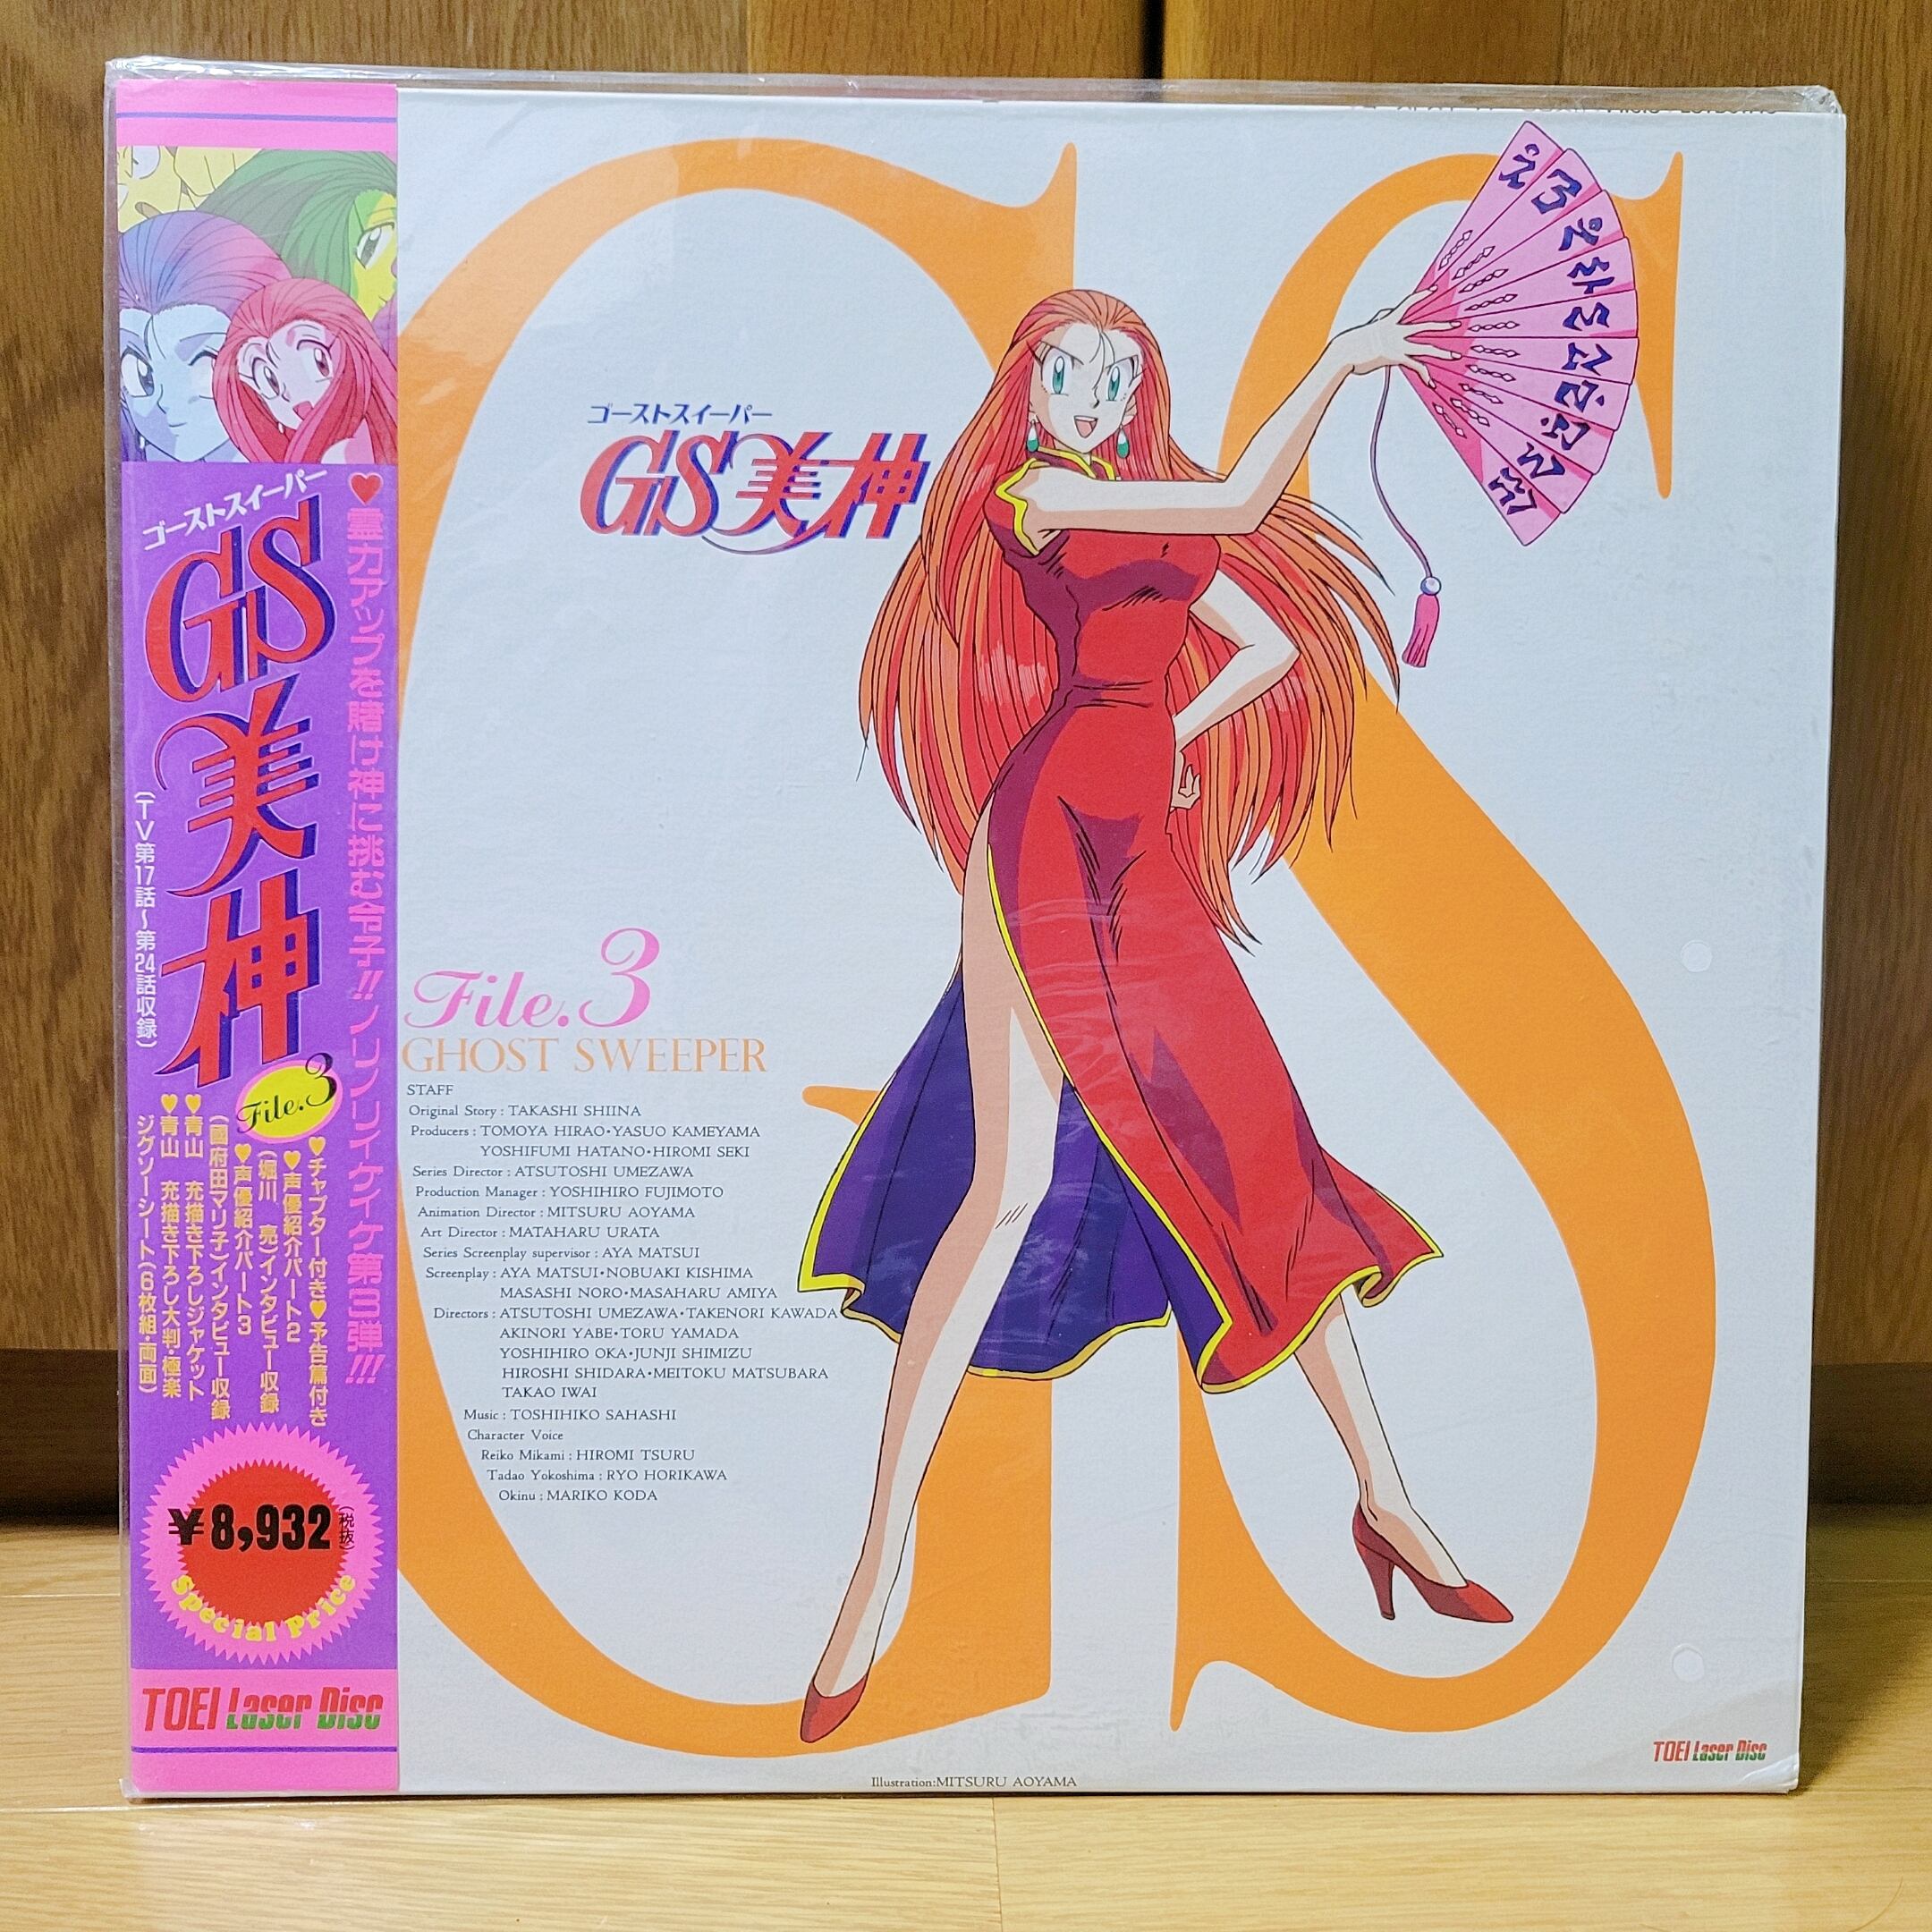 ゴーストスイーパー
GS美神
(TV第17話～第24話収録)
File.3
♥霊力アップを賭け神に挑む令子!!ノリノリイケイケ第3弾!!!
♥チャプター付き♥予告篇付き
♥声優紹介パート2
(堀川 亮)インタビュー収録
♥声優紹介パート3
(國府田マリ子)インタビュー収録
♥青山 充描き下ろしジャケット
♥青山 充描き下ろし大判・極楽
ジグソーシート(6枚組・両面)
¥8,932(税抜)
Special Price
TOEI Laser Disc
ゴーストスイーパー
GS美神
GS
File.3
GHOST SWEEPER
STAFF
Original Story : TAKASHI SHIINA
Producers : TOMOYA HIRAO・YASUO KAMEYAMA
YOSHIFUMI HATANO・HIROMI SEKI
Series Director : ATSUTOSHI UMEZAWA
Production Manager : YOSHIHIRO FUJIMOTO
Animation Director : MITSURU AOYAMA
Art Director : MATAHARU URATA
Series Screenplay supervisor : AYA MATSUI
Screenplay : AYA MATSUI・NOBUAKI KISHIMA
MASASHI NORO・MASAHARU AMIYA
Directors : ATSUTOSHI UMEZAWA・TAKENORI KAWADA
AKINORI YABE・TORU YAMADA
YOSHIHIRO OKA・JUNJI SHIMIZU
HIROSHI SHIDARA・MEITOKU MATSUBARA
TAKAO IWAI
Music : TOSHIHIKO SAHASHI
Character Voice
Reiko Mikami : HIROMI TSURU
Tadao Yokoshima : RYO HORIKAWA
Okinu : MARIKO KODA
Illustration:MITSURU AOYAMA
TOEI Laser Disc